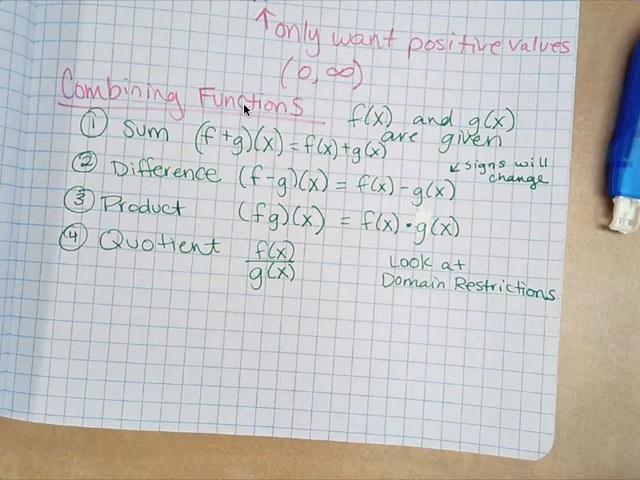 ↑ only want positive values
(0, ∞)
Combining Functions
f(x) and g(x)
are given
① Sum (f+g)(x) = f(x)+g(x)
② Difference (f-g)(x) = f(x) - g(x)
↙ signs will
change
③ Product (fg)(x) = f(x)·g(x)
④ Quotient f(x)/g(x)
Look at
Domain Restrictions